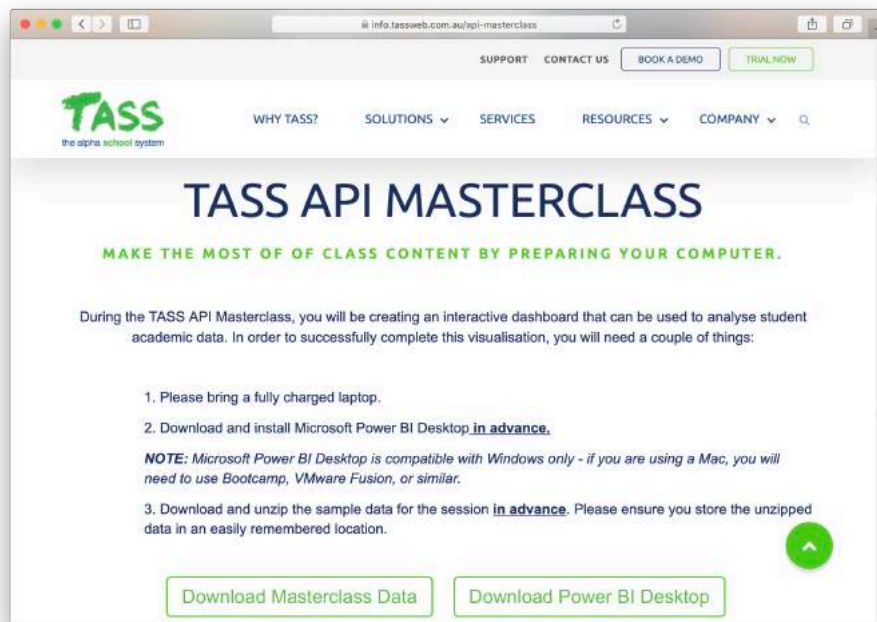 info.tassweb.com.au/api-masterclass
SUPPORT CONTACT US BOOK A DEMO TRIAL NOW
TASS
the alpha school system
WHY TASS? SOLUTIONS SERVICES RESOURCES COMPANY
TASS API MASTERCLASS
MAKE THE MOST OF OF CLASS CONTENT BY PREPARING YOUR COMPUTER.
During the TASS API Masterclass, you will be creating an interactive dashboard that can be used to analyse student
academic data. In order to successfully complete this visualisation, you will need a couple of things:
1. Please bring a fully charged laptop.
2. Download and install Microsoft Power BI Desktop in advance.
NOTE: Microsoft Power BI Desktop is compatible with Windows only - if you are using a Mac, you will
need to use Bootcamp, VMware Fusion, or similar.
3. Download and unzip the sample data for the session in advance. Please ensure you store the unzipped
data in an easily remembered location.
Download Masterclass Data Download Power BI Desktop